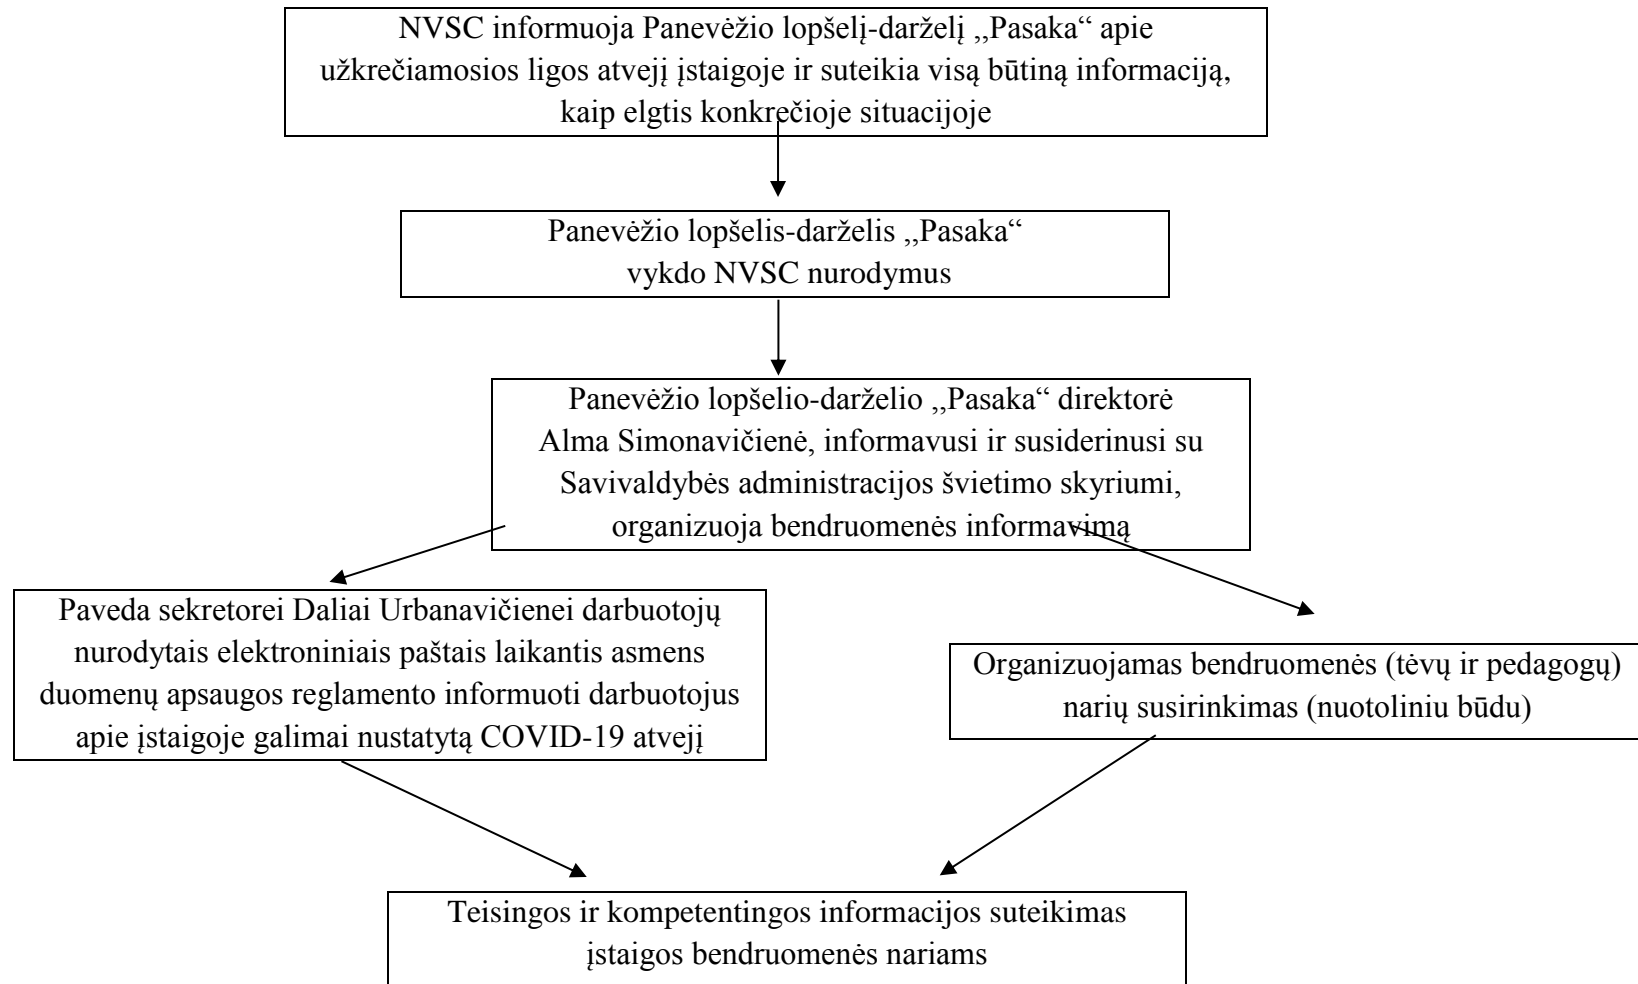 NVSC informuoja Panevėžio lopšelį-darželį ,,Pasaka“ apie
užkrečiamosios ligos atvejį įstaigoje ir suteikia visą būtiną informaciją,
kaip elgtis konkrečioje situacijoje
Panevėžio lopšelis-darželis ,,Pasaka“
vykdo NVSC nurodymus
Panevėžio lopšelio-darželio ,,Pasaka“ direktorė
Alma Simonavičienė, informavusi ir susiderinusi su
Savivaldybės administracijos švietimo skyriumi,
organizuoja bendruomenės informavimą
Paveda sekretorei Daliai Urbanavičienei darbuotojų
nurodytais elektroniniais paštais laikantis asmens
duomenų apsaugos reglamento informuoti darbuotojus
apie įstaigoje galimai nustatytą COVID-19 atvejį
Organizuojamas bendruomenės (tėvų ir pedagogų)
narių susirinkimas (nuotoliniu būdu)
Teisingos ir kompetentingos informacijos suteikimas
įstaigos bendruomenės nariams